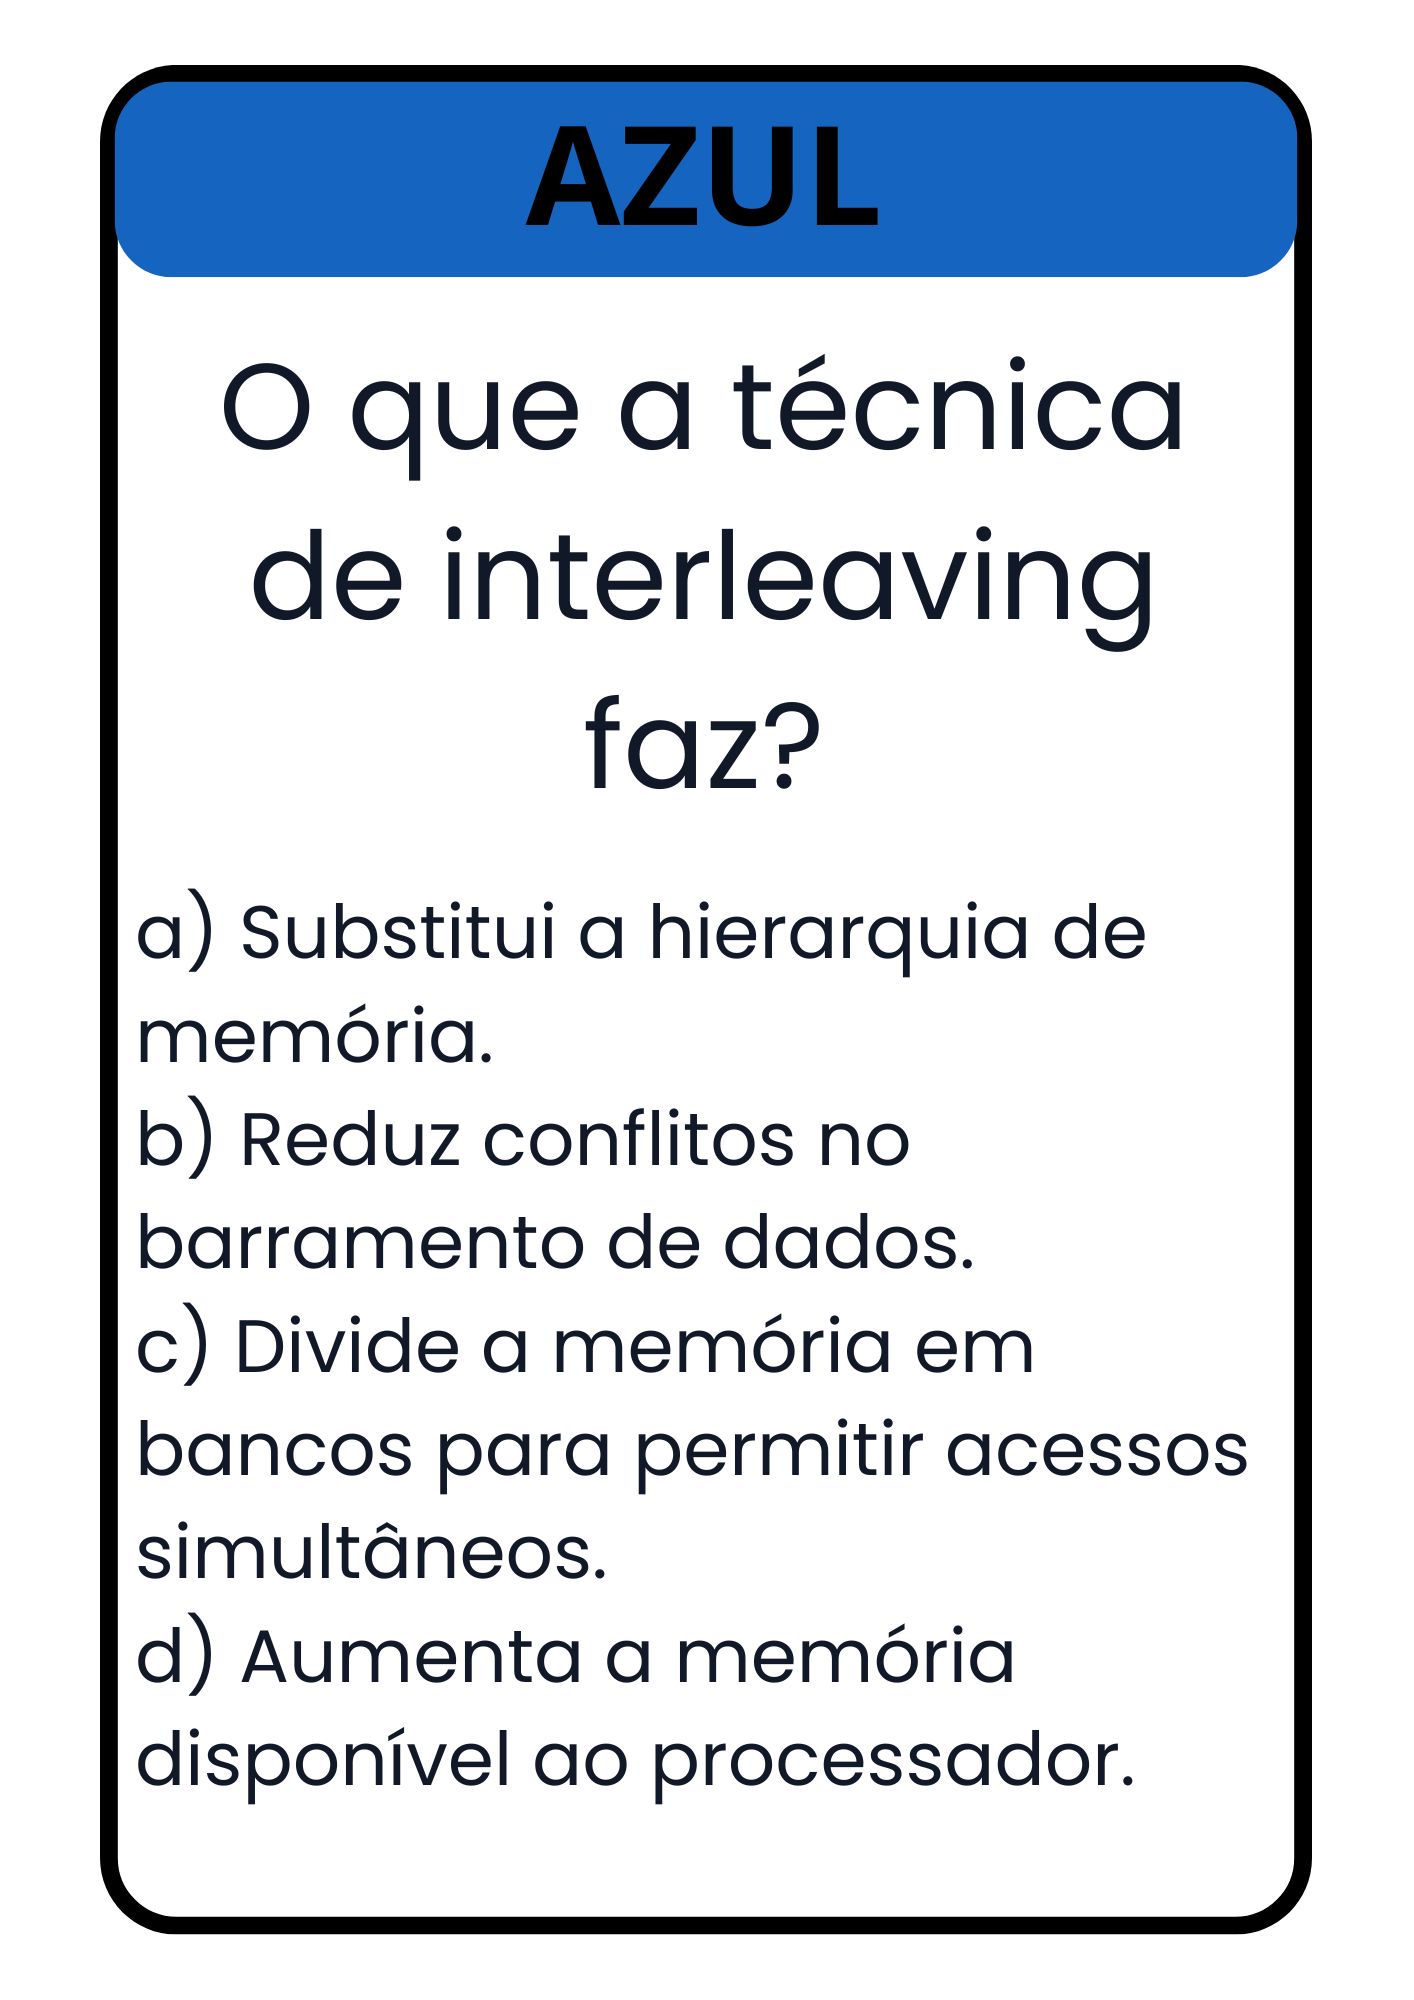 AZUL
O que a técnica
de interleaving
faz?
a) Substitui a hierarquia de
memória.
b) Reduz conflitos no
barramento de dados.
c) Divide a memória em
bancos para permitir acessos
simultâneos.
d) Aumenta a memória
disponível ao processador.